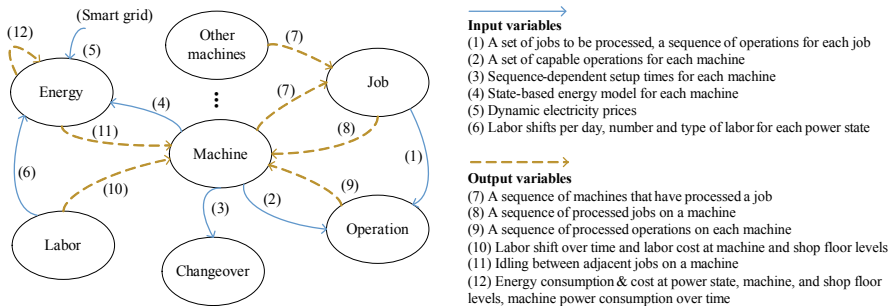 (Smart grid)
(12)
(5)
Energy
Other
machines
(7)
Job
(4)
(7)
(11)
(8)
Machine
(1)
(6)
(10)
(9)
(3)
(2)
Labor
Operation
Changeover
Input variables
(1) A set of jobs to be processed, a sequence of operations for each job
(2) A set of capable operations for each machine
(3) Sequence-dependent setup times for each machine
(4) State-based energy model for each machine
(5) Dynamic electricity prices
(6) Labor shifts per day, number and type of labor for each power state
Output variables
(7) A sequence of machines that have processed a job
(8) A sequence of processed jobs on a machine
(9) A sequence of processed operations on each machine
(10) Labor shift over time and labor cost at machine and shop floor levels
(11) Idling between adjacent jobs on a machine
(12) Energy consumption & cost at power state, machine, and shop floor
levels, machine power consumption over time